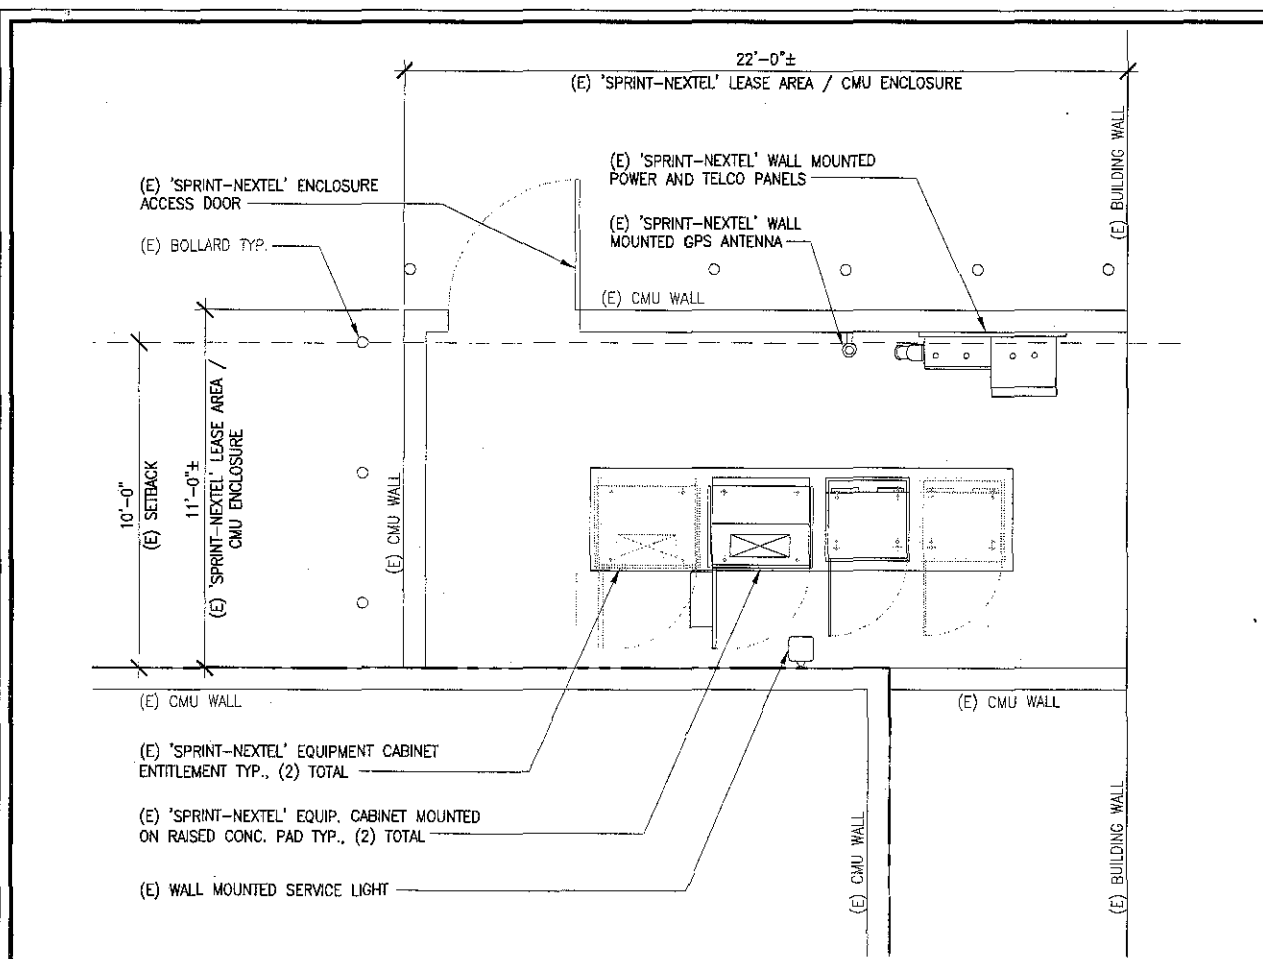 22'-0"±
(E) 'SPRINT-NEXTEL' LEASE AREA / CMU ENCLOSURE
(E) BUILDING WALL
(E) 'SPRINT-NEXTEL' WALL MOUNTED
POWER AND TELCO PANELS
(E) 'SPRINT-NEXTEL' ENCLOSURE
ACCESS DOOR
(E) 'SPRINT-NEXTEL' WALL
MOUNTED GPS ANTENNA
(E) BOLLARD TYP.
(E) CMU WALL
10'-0"
(E) SETBACK
11'-0"±
(E) 'SPRINT-NEXTEL' LEASE AREA /
CMU ENCLOSURE
(E) CMU WALL
(E) CMU WALL
(E) CMU WALL
(E) 'SPRINT-NEXTEL' EQUIPMENT CABINET
ENTITLEMENT TYP., (2) TOTAL
(E) 'SPRINT-NEXTEL' EQUIP. CABINET MOUNTED
ON RAISED CONC. PAD TYP., (2) TOTAL
(E) WALL MOUNTED SERVICE LIGHT
(E) CMU WALL
(E) BUILDING WALL